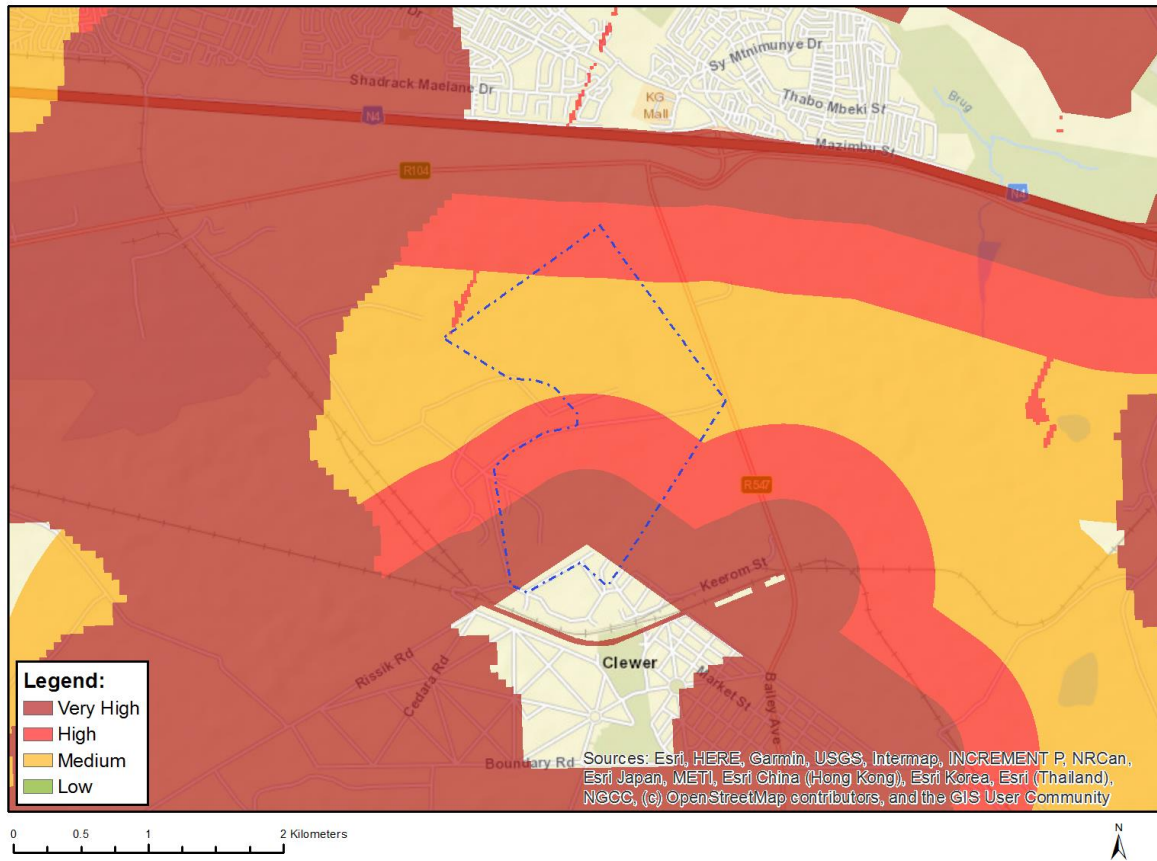 Sy Mtnimunye Dr
Shadrack Maelane Dr
KG
Mall
Thabo Mbeki St
Brug
N4
Mazimbu St
R104
N4
R547
Keerom St
Clewer
Rissik Rd
Cedara Rd
Market St
Balley Ave
Boundary Rd
Legend:
Very High
High
Medium
Low
Sources: Esri, HERE, Garmin, USGS, Intermap, INCREMENT P, NRCan,
Esri Japan, METI, Esri China (Hong Kong), Esri Korea, Esri (Thailand),
NGCC, (c) OpenStreetMap contributors, and the GIS User Community
0 0.5 1 2 Kilometers
N